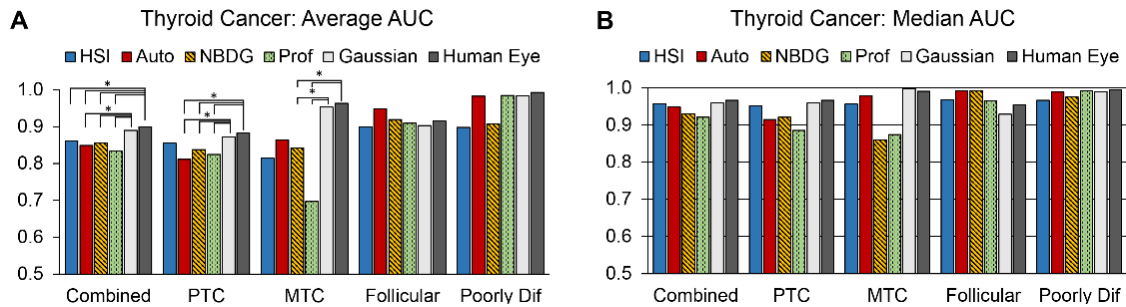 A
Thyroid Cancer: Average AUC
HSI Auto NBDG Prof Gaussian Human Eye
* * * * * *
1.0
0.9
0.8
0.7
0.6
0.5
Combined PTC MTC Follicular Poorly Dif
B
Thyroid Cancer: Median AUC
HSI Auto NBDG Prof Gaussian Human Eye
1.0
0.9
0.8
0.7
0.6
0.5
Combined PTC MTC Follicular Poorly Dif